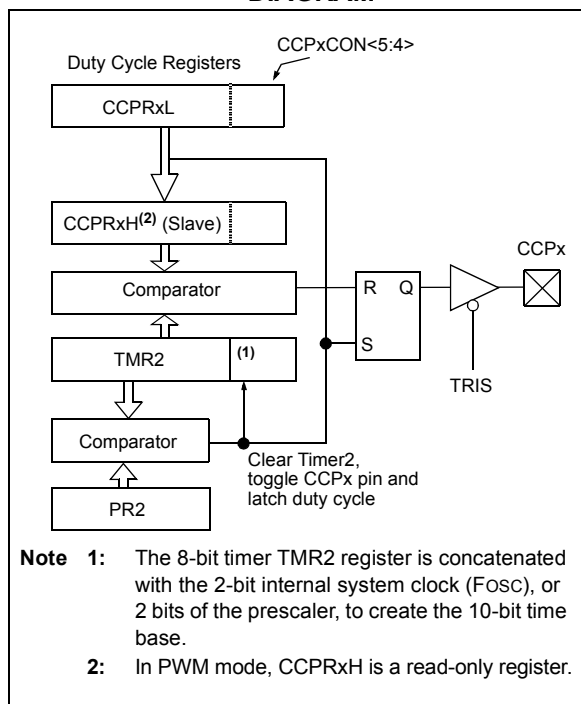 DIAGRAM
CCPxCON<5:4>
Duty Cycle Registers
CCPRxL
CCPRxH(2) (Slave)
CCPx
Comparator
R Q
TMR2
(1)
S
TRIS
Comparator
Clear Timer2,
toggle CCPx pin and
latch duty cycle
PR2
Note 1: The 8-bit timer TMR2 register is concatenated
with the 2-bit internal system clock (FOSC), or
2 bits of the prescaler, to create the 10-bit time
base.
2: In PWM mode, CCPRxH is a read-only register.